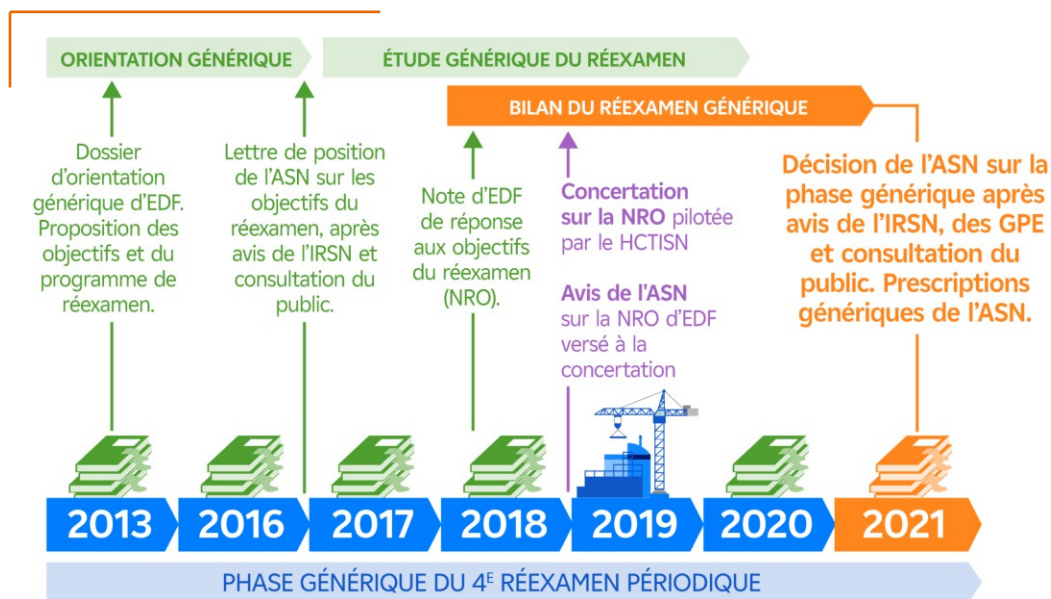 ORIENTATION GÉNÉRIQUE
ÉTUDE GÉNÉRIQUE DU RÉEXAMEN
BILAN DU RÉEXAMEN GÉNÉRIQUE
Dossier
d’orientation
générique d’EDF.
Proposition des
objectifs et du
programme de
réexamen.
Lettre de position
de l’ASN sur les
objectifs du
réexamen, après
avis de l’IRSN et
consultation du
public.
Note d’EDF
de réponse
aux objectifs
du réexamen
(NRO).
Concertation
sur la NRO pilotée
par le HCTISN
Avis de l'ASN
sur la NRO d’EDF
versé à la
concertation
Décision de l’ASN sur la
phase générique après
avis de l’IRSN, des GPE
et consultation du
public. Prescriptions
génériques de l’ASN.
2013
2016
2017
2018
2019
2020
2021
PHASE GÉNÉRIQUE DU 4E RÉEXAMEN PÉRIODIQUE